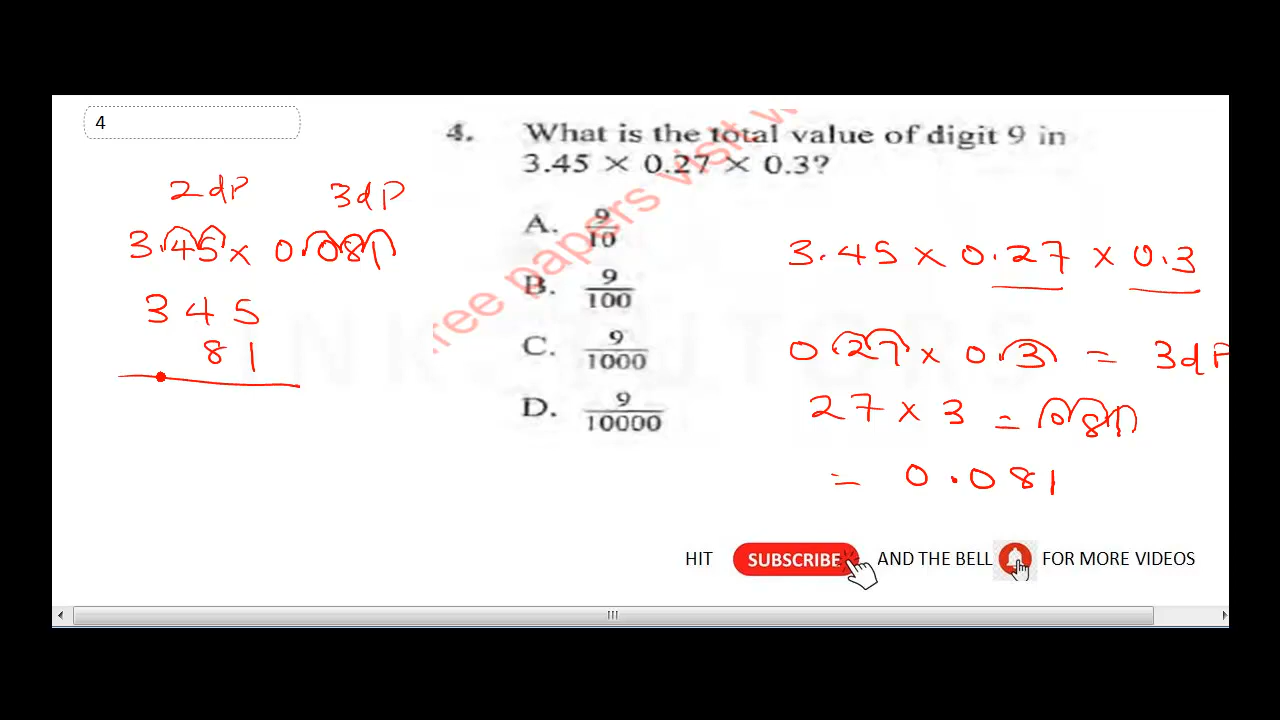 4
4. What is the total value of digit 9 in
3.45 × 0.27 × 0.3?
A. 9/10
B. 9/100
C. 9/1000
D. 9/10000
free papers visit
2dP 3dP
3.45 × 0.081
345
81
3.45 × 0.27 × 0.3
0.27 × 0.3 = 3dP
27 × 3 = 081
= 0.081
HIT SUBSCRIBE AND THE BELL FOR MORE VIDEOS